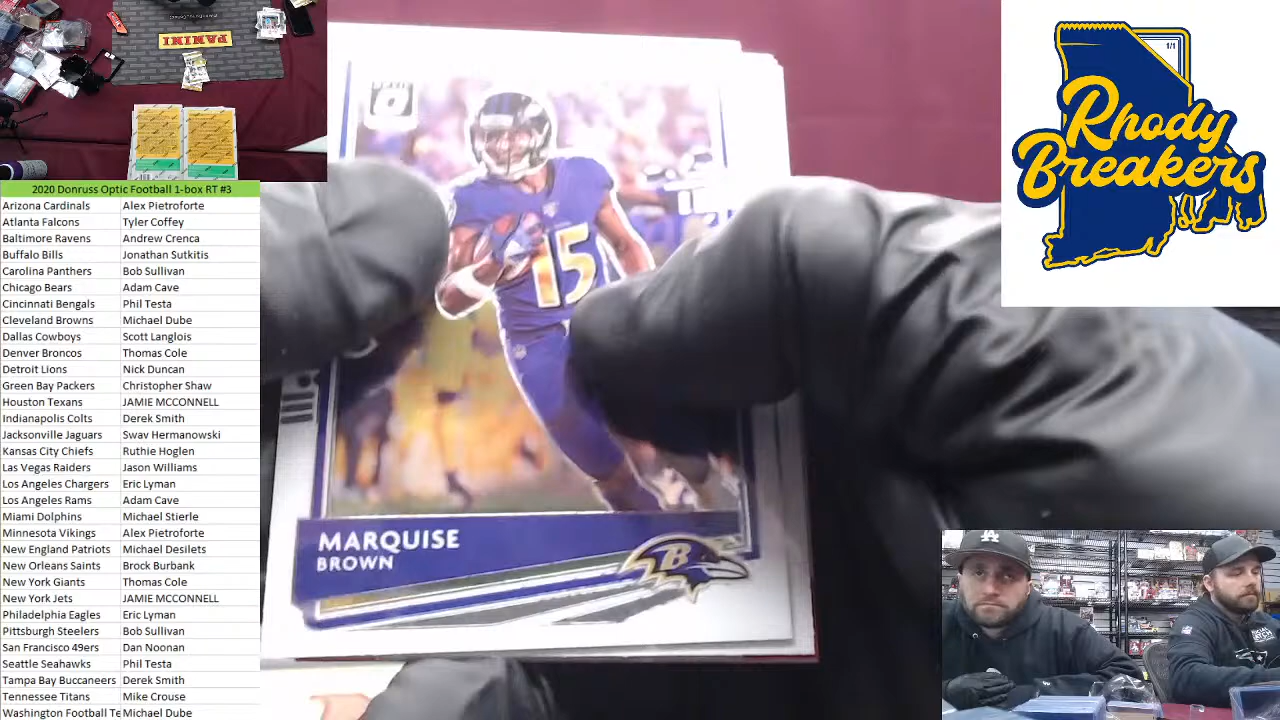 PANINI
2020 Donruss Optic Football 1-box RT #3
Arizona Cardinals Alex Pietroforte
Atlanta Falcons Tyler Coffey
Baltimore Ravens Andrew Crenca
Buffalo Bills Jonathan Sutkitis
Carolina Panthers Bob Sullivan
Chicago Bears Adam Cave
Cincinnati Bengals Phil Testa
Cleveland Browns Michael Dube
Dallas Cowboys Scott Langlois
Denver Broncos Thomas Cole
Detroit Lions Nick Duncan
Green Bay Packers Christopher Shaw
Houston Texans JAMIE MCCONNELL
Indianapolis Colts Derek Smith
Jacksonville Jaguars Swav Hermanowski
Kansas City Chiefs Ruthie Hoglen
Las Vegas Raiders Jason Williams
Los Angeles Chargers Eric Lyman
Los Angeles Rams Adam Cave
Miami Dolphins Michael Stierle
Minnesota Vikings Alex Pietroforte
New England Patriots Michael Desilets
New Orleans Saints Brock Burbank
New York Giants Thomas Cole
New York Jets JAMIE MCCONNELL
Philadelphia Eagles Eric Lyman
Pittsburgh Steelers Bob Sullivan
San Francisco 49ers Dan Noonan
Seattle Seahawks Phil Testa
Tampa Bay Buccaneers Derek Smith
Tennessee Titans Mike Crouse
Washington Football Te Michael Dube
15
MARQUISE
BROWN
B
1/1
Rhody
Breakers
LA